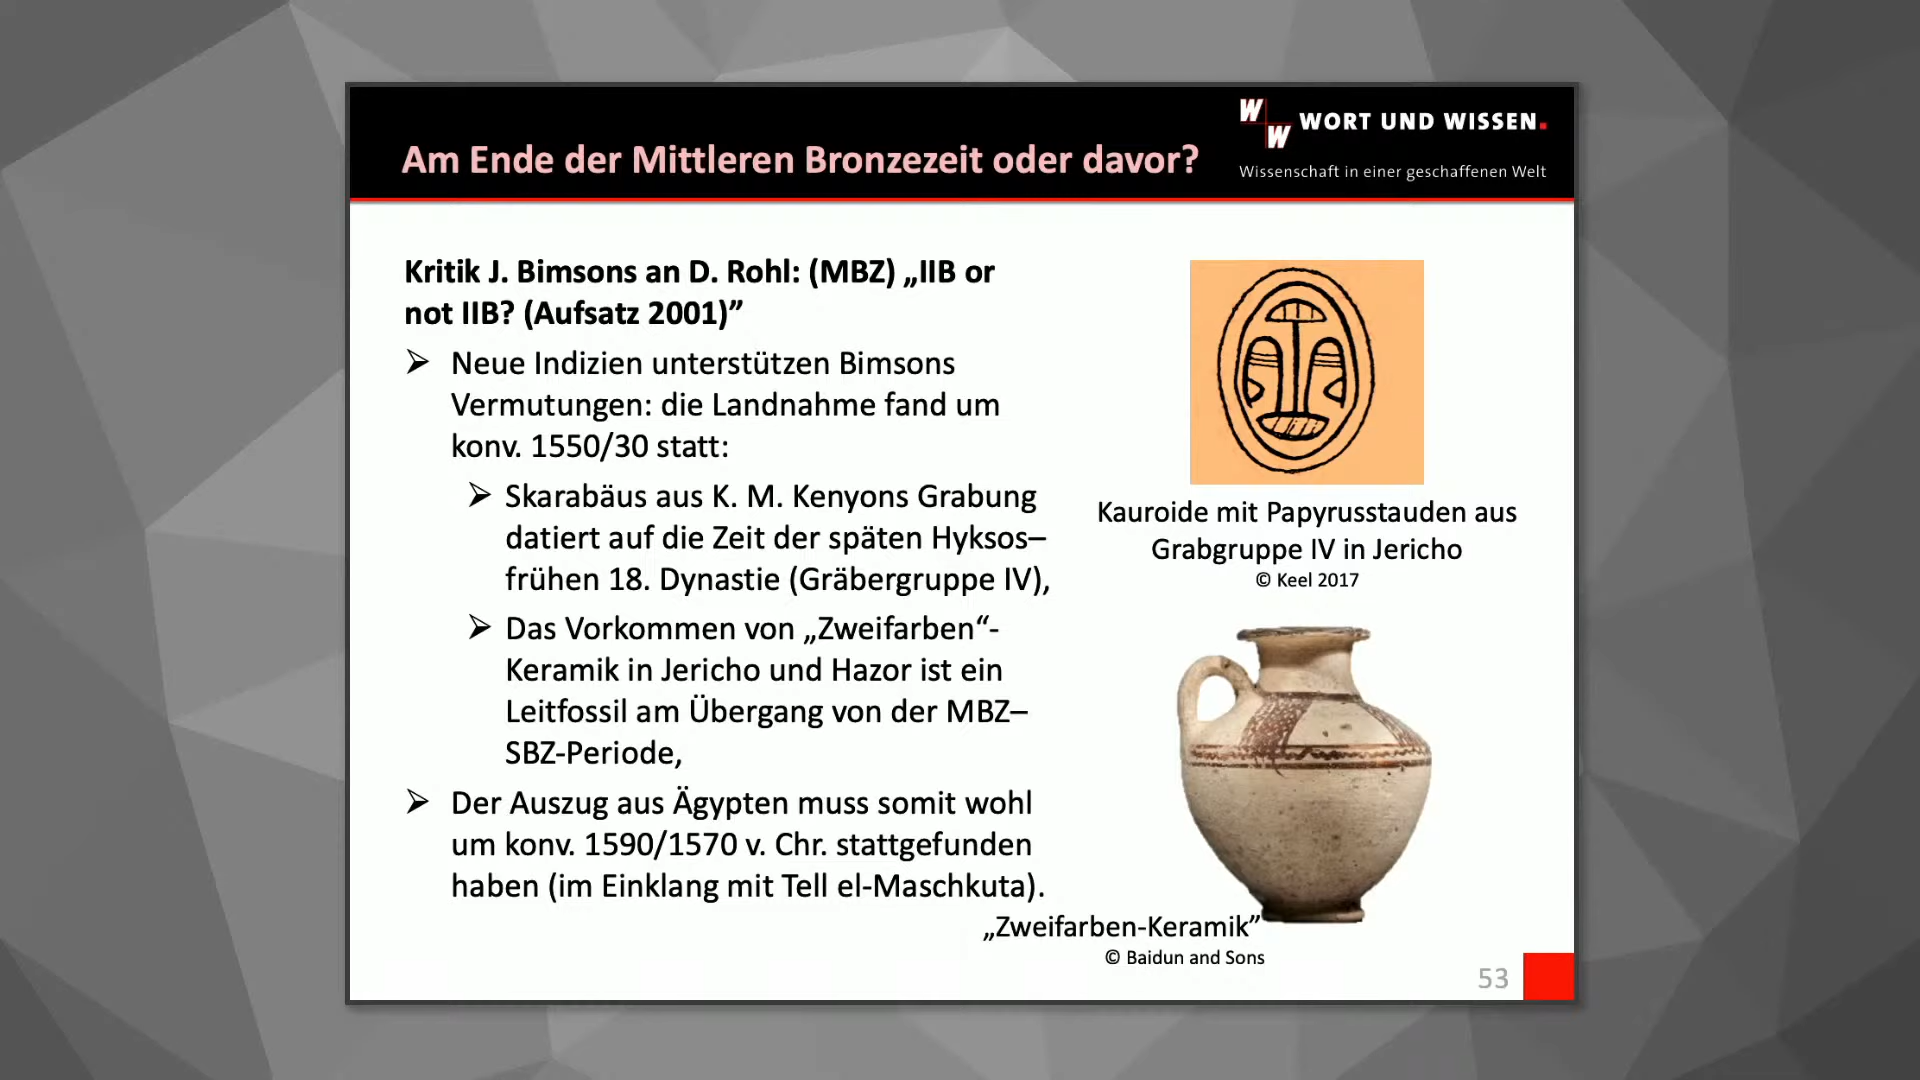 Am Ende der Mittleren Bronzezeit oder davor?
W
W
WORT UND WISSEN.
Wissenschaft in einer geschaffenen Welt
Kritik J. Bimsons an D. Rohl: (MBZ) „IIB or
not IIB? (Aufsatz 2001)”
➢ Neue Indizien unterstützen Bimsons
Vermutungen: die Landnahme fand um
konv. 1550/30 statt:
➢ Skarabäus aus K. M. Kenyons Grabung
datiert auf die Zeit der späten Hyksos–
frühen 18. Dynastie (Gräbergruppe IV),
➢ Das Vorkommen von „Zweifarben“-
Keramik in Jericho und Hazor ist ein
Leitfossil am Übergang von der MBZ–
SBZ-Periode,
➢ Der Auszug aus Ägypten muss somit wohl
um konv. 1590/1570 v. Chr. stattgefunden
haben (im Einklang mit Tell el-Maschkuta).
Kauroide mit Papyrusstauden aus
Grabgruppe IV in Jericho
© Keel 2017
„Zweifarben-Keramik”
© Baidun and Sons
53